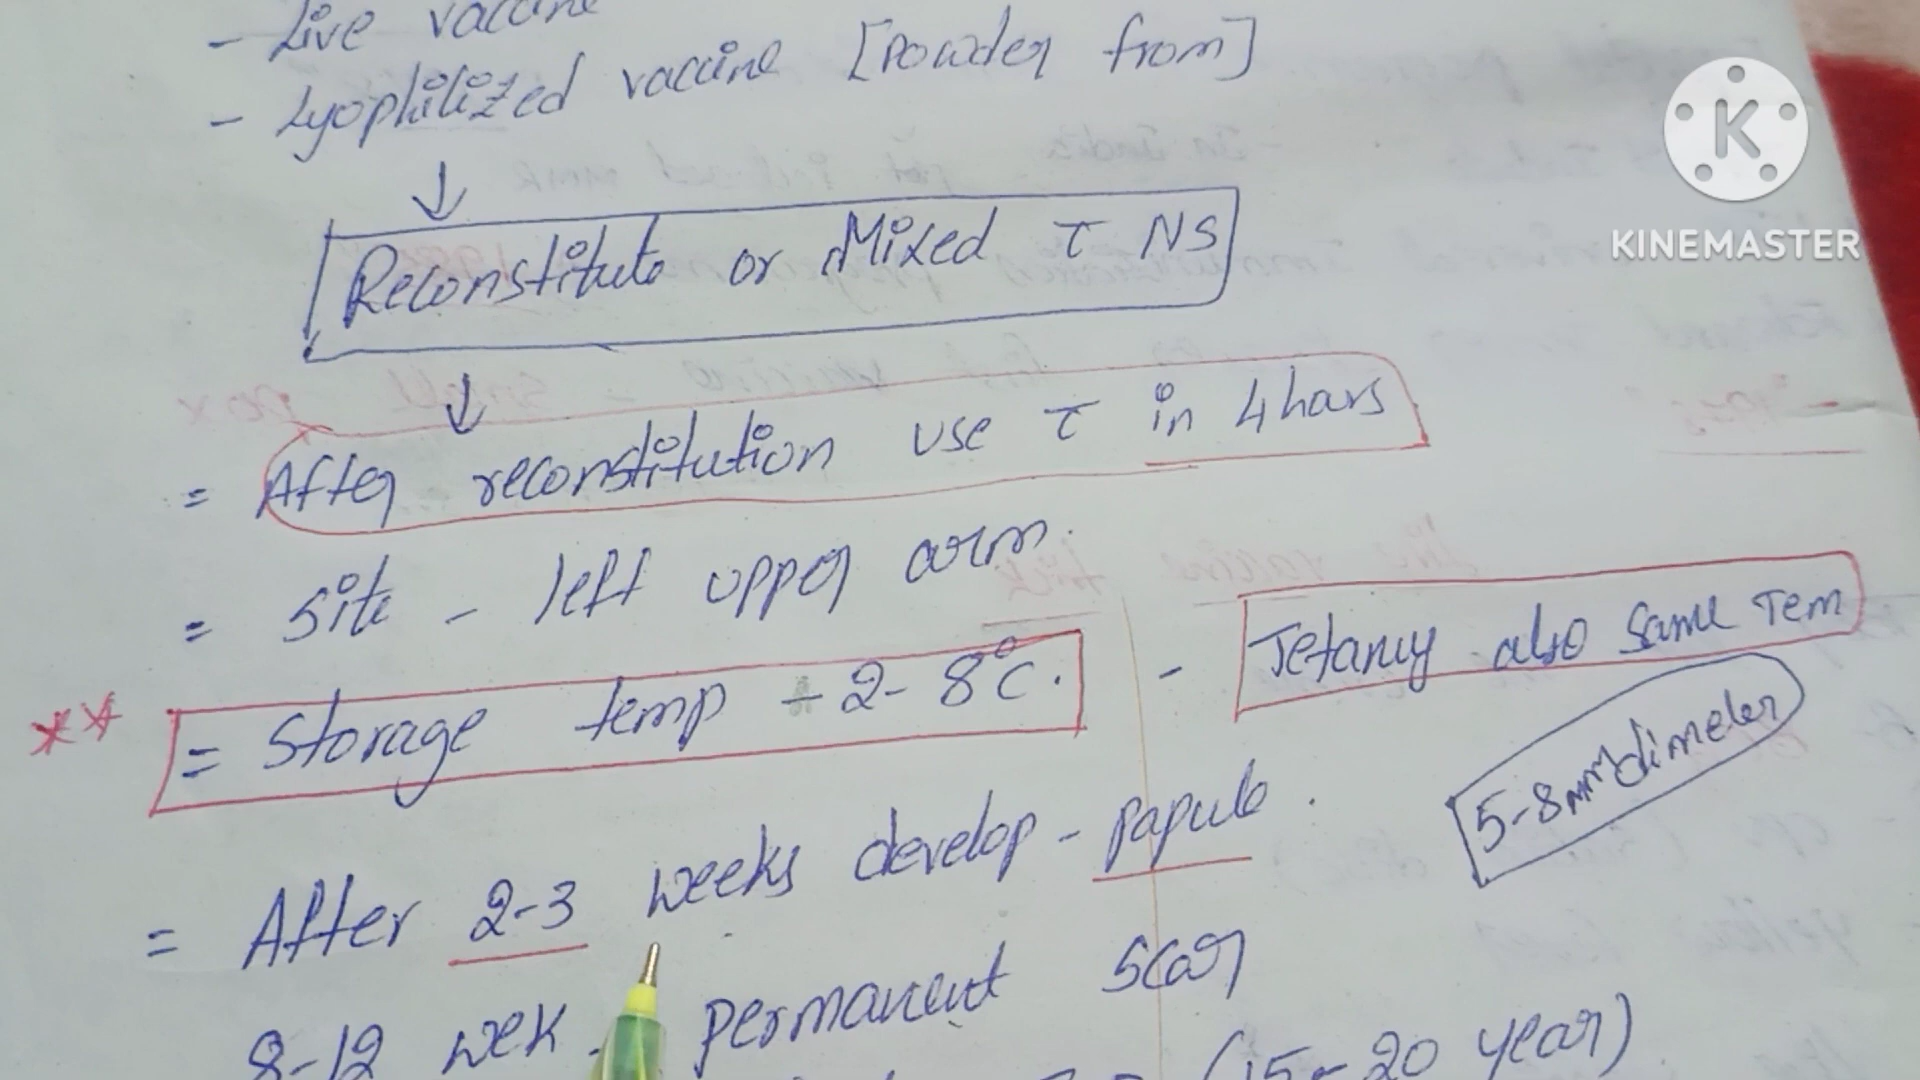 - Live vaccine
- Lyophilized vaccine [Powder from]
Reconstitute or Mixed c̄ NS
= After reconstitution use c̄ in 4 hars
= Site - left upper arm.
** = Storage temp +2- 8°C. - Tetany also same Tem
5-8mm dimeter
= After 2-3 weeks develop - papule.
8-12 wek. permanent scar
(15-20 year)
K
KINEMASTER